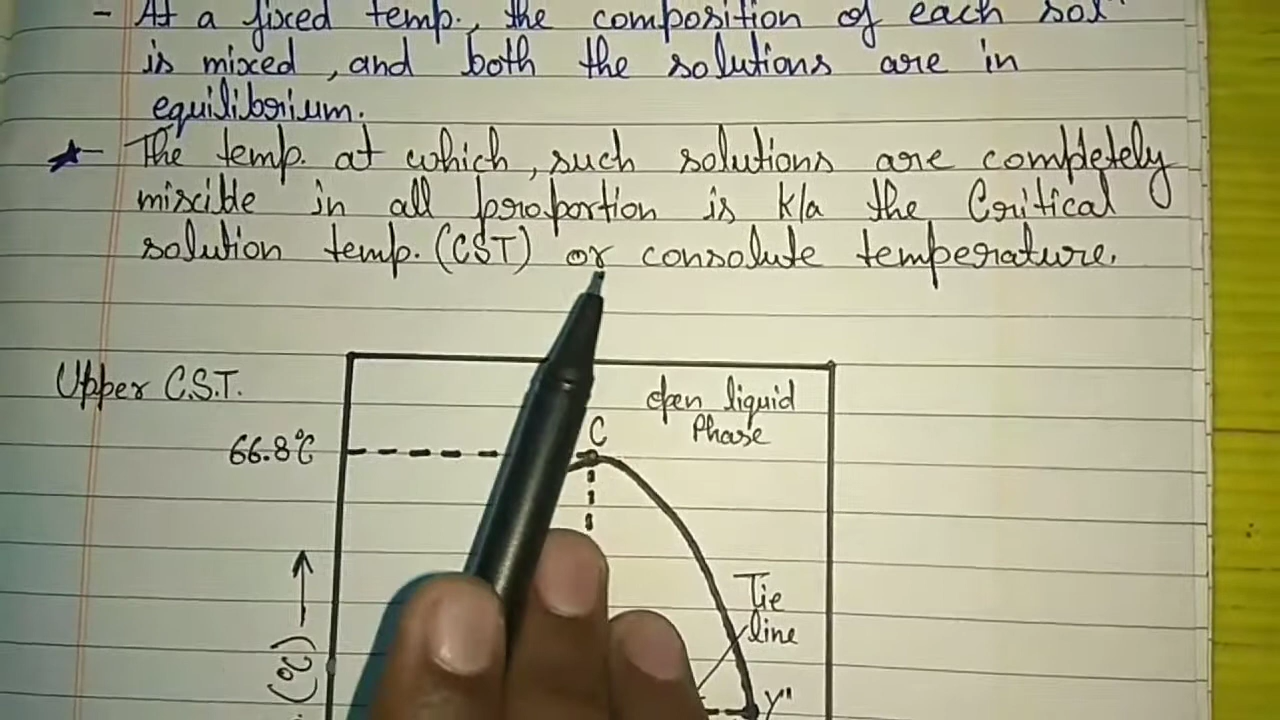 - At a fixed temp., the composition of each solⁿ
is mixed, and both the solutions are in
equilibrium.
★- The temp. at which, such solutions are completely
miscible in all proportion is k/a the Critical
solution temp. (CST) or consolute temperature.
Upper C.S.T.
open liquid
Phase
66.8°C
C
Tie
line
(°C)
Y"